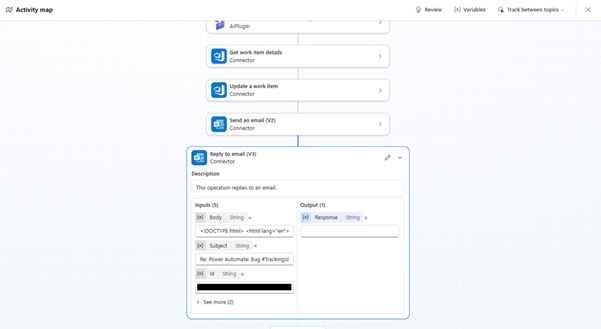 Activity map
Review
Variables
Track between topics
AIPlugin
Get work item details
Connector
Update a work item
Connector
Send an email (V2)
Connector
Reply to email (V3)
Connector
Description
This operation replies to an email.
Inputs (5)
{x} Body String *
<!DOCTYPE html> <html lang="en">
{x} Subject String *
Re: Power Automate: Bug #TrackingId
{x} Id String *
See more (2)
Output (1)
{x} Response String *